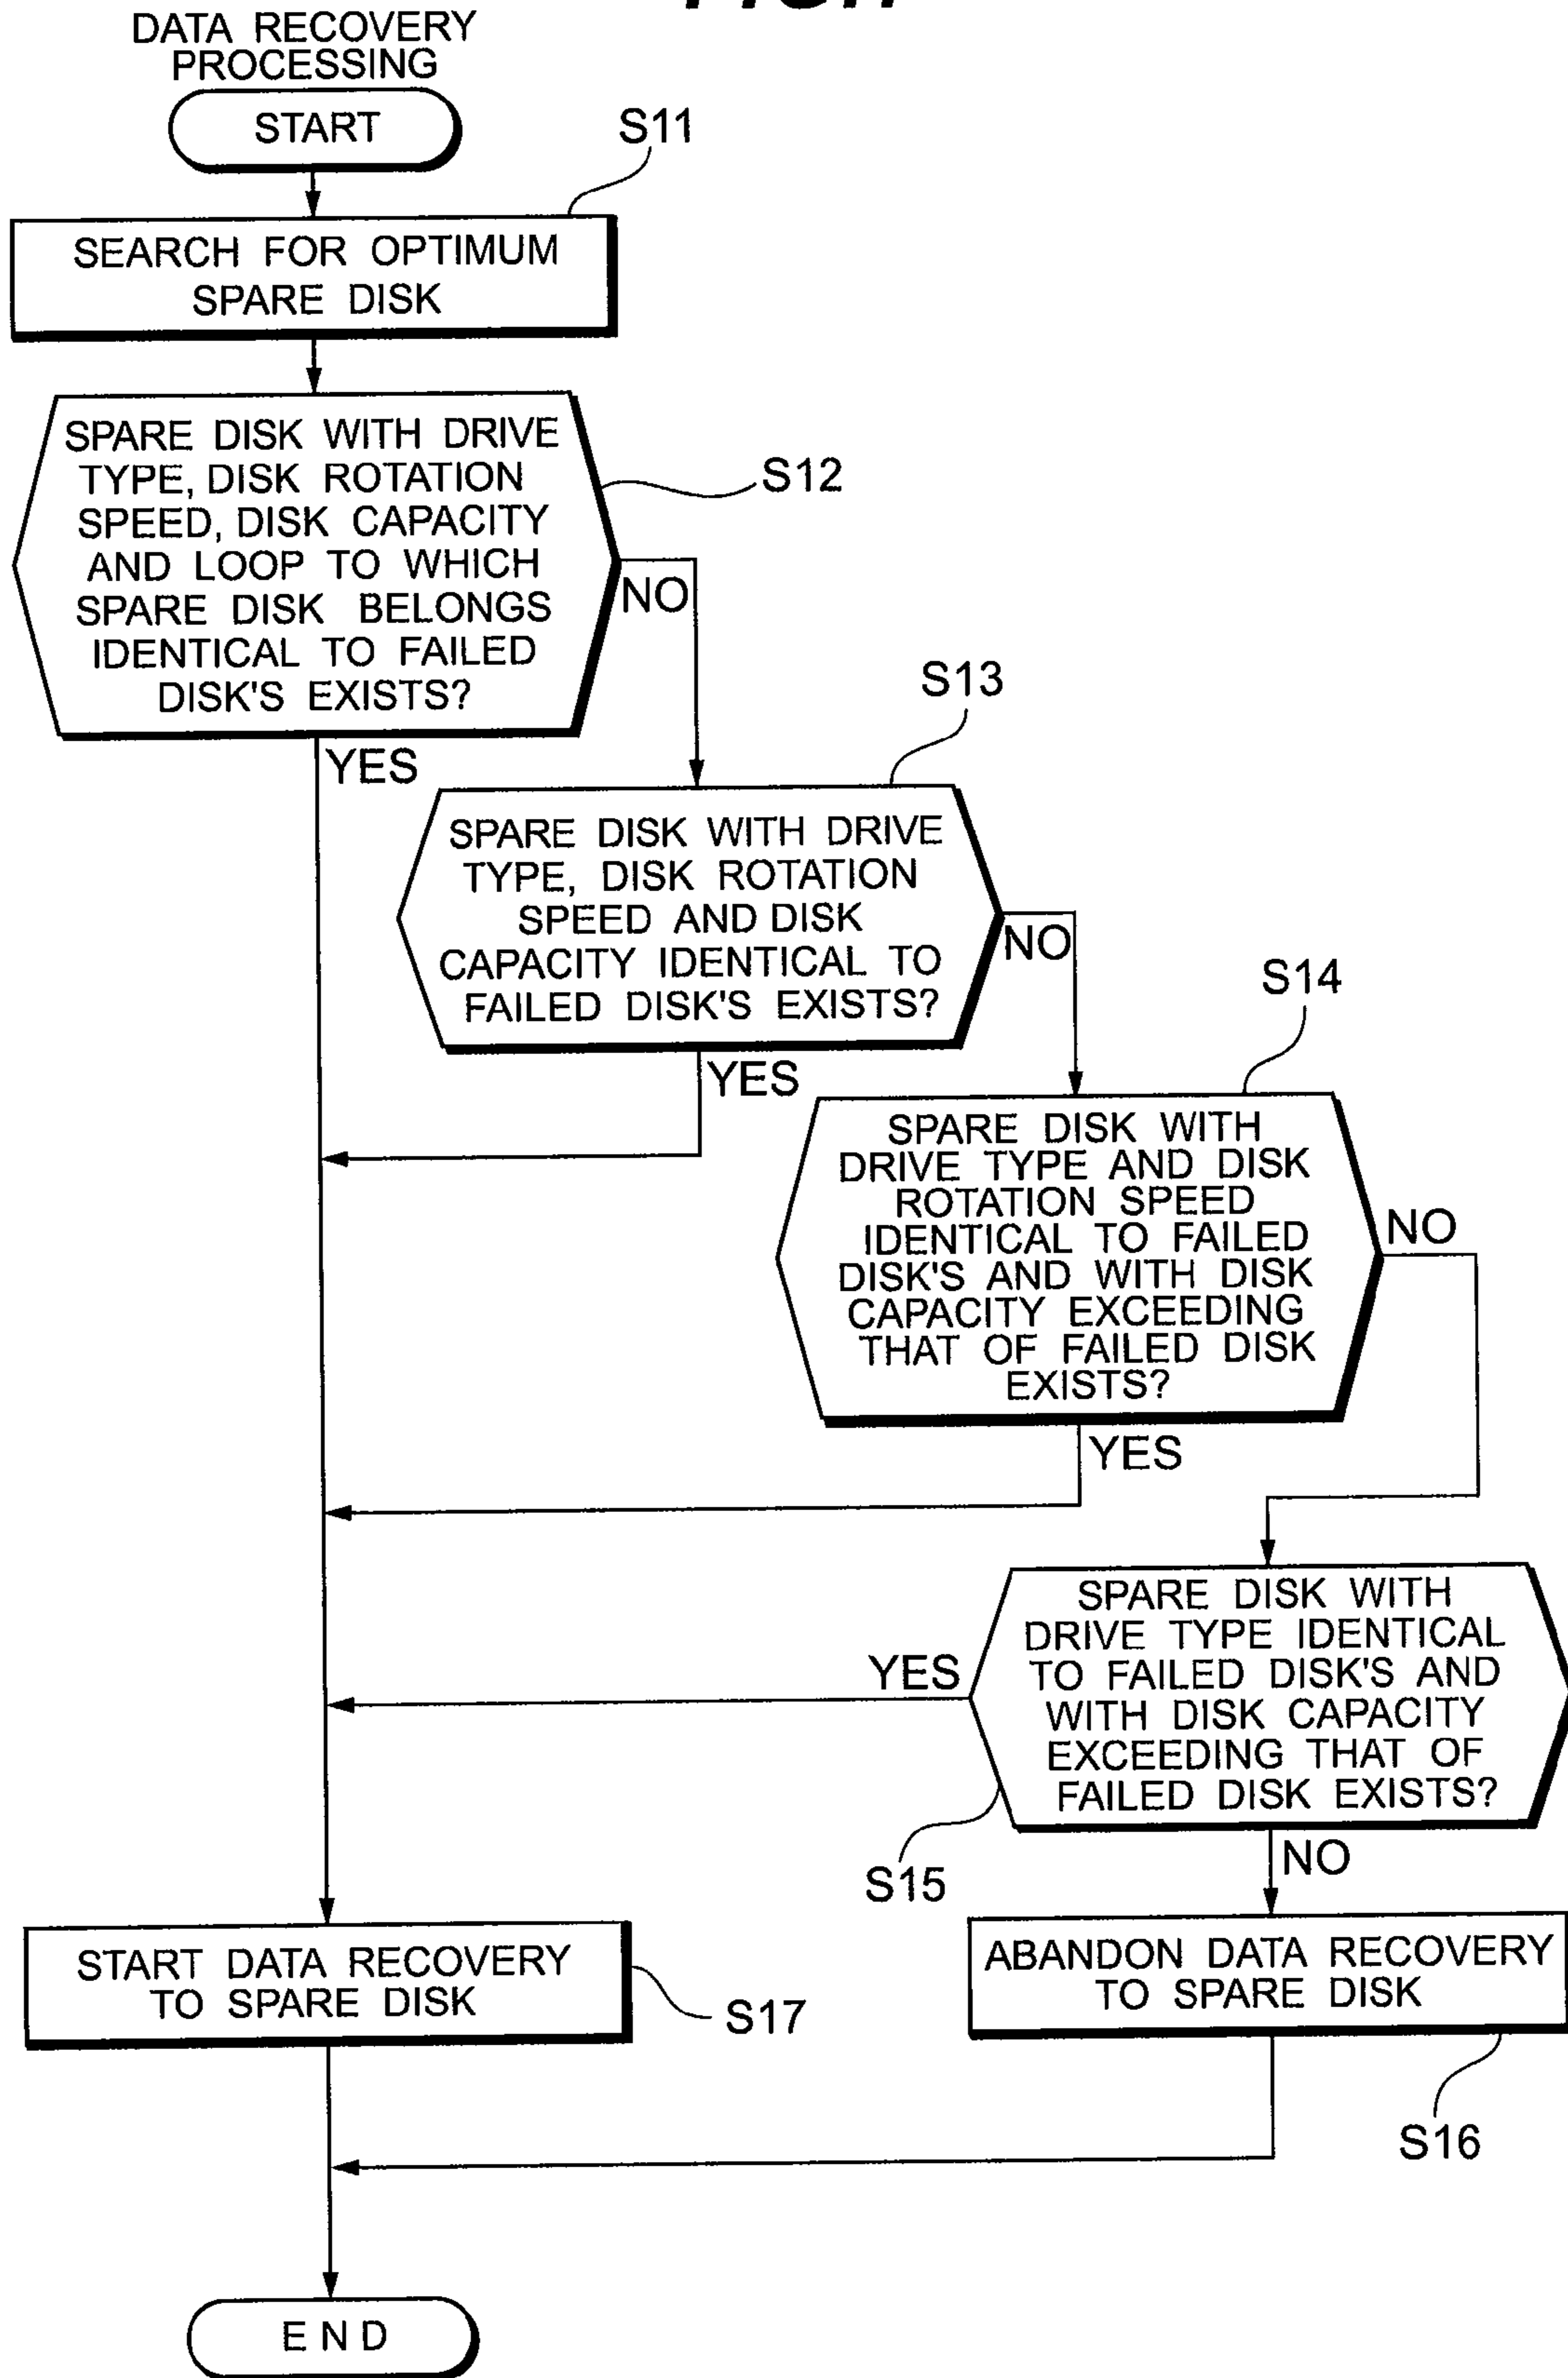 DATA RECOVERY
PROCESSING
START
S11
SEARCH FOR OPTIMUM
SPARE DISK
SPARE DISK WITH DRIVE
TYPE, DISK ROTATION
SPEED, DISK CAPACITY
AND LOOP TO WHICH
SPARE DISK BELONGS
IDENTICAL TO FAILED
DISK'S EXISTS?
S12
NO
YES
S13
SPARE DISK WITH DRIVE
TYPE, DISK ROTATION
SPEED AND DISK
CAPACITY IDENTICAL TO
FAILED DISK'S EXISTS?
NO
YES
S14
SPARE DISK WITH
DRIVE TYPE AND DISK
ROTATION SPEED
IDENTICAL TO FAILED
DISK'S AND WITH DISK
CAPACITY EXCEEDING
THAT OF FAILED DISK
EXISTS?
NO
YES
SPARE DISK WITH
DRIVE TYPE IDENTICAL
TO FAILED DISK'S AND
WITH DISK CAPACITY
EXCEEDING THAT OF
FAILED DISK EXISTS?
YES
S15
NO
START DATA RECOVERY
TO SPARE DISK
S17
ABANDON DATA RECOVERY
TO SPARE DISK
S16
END